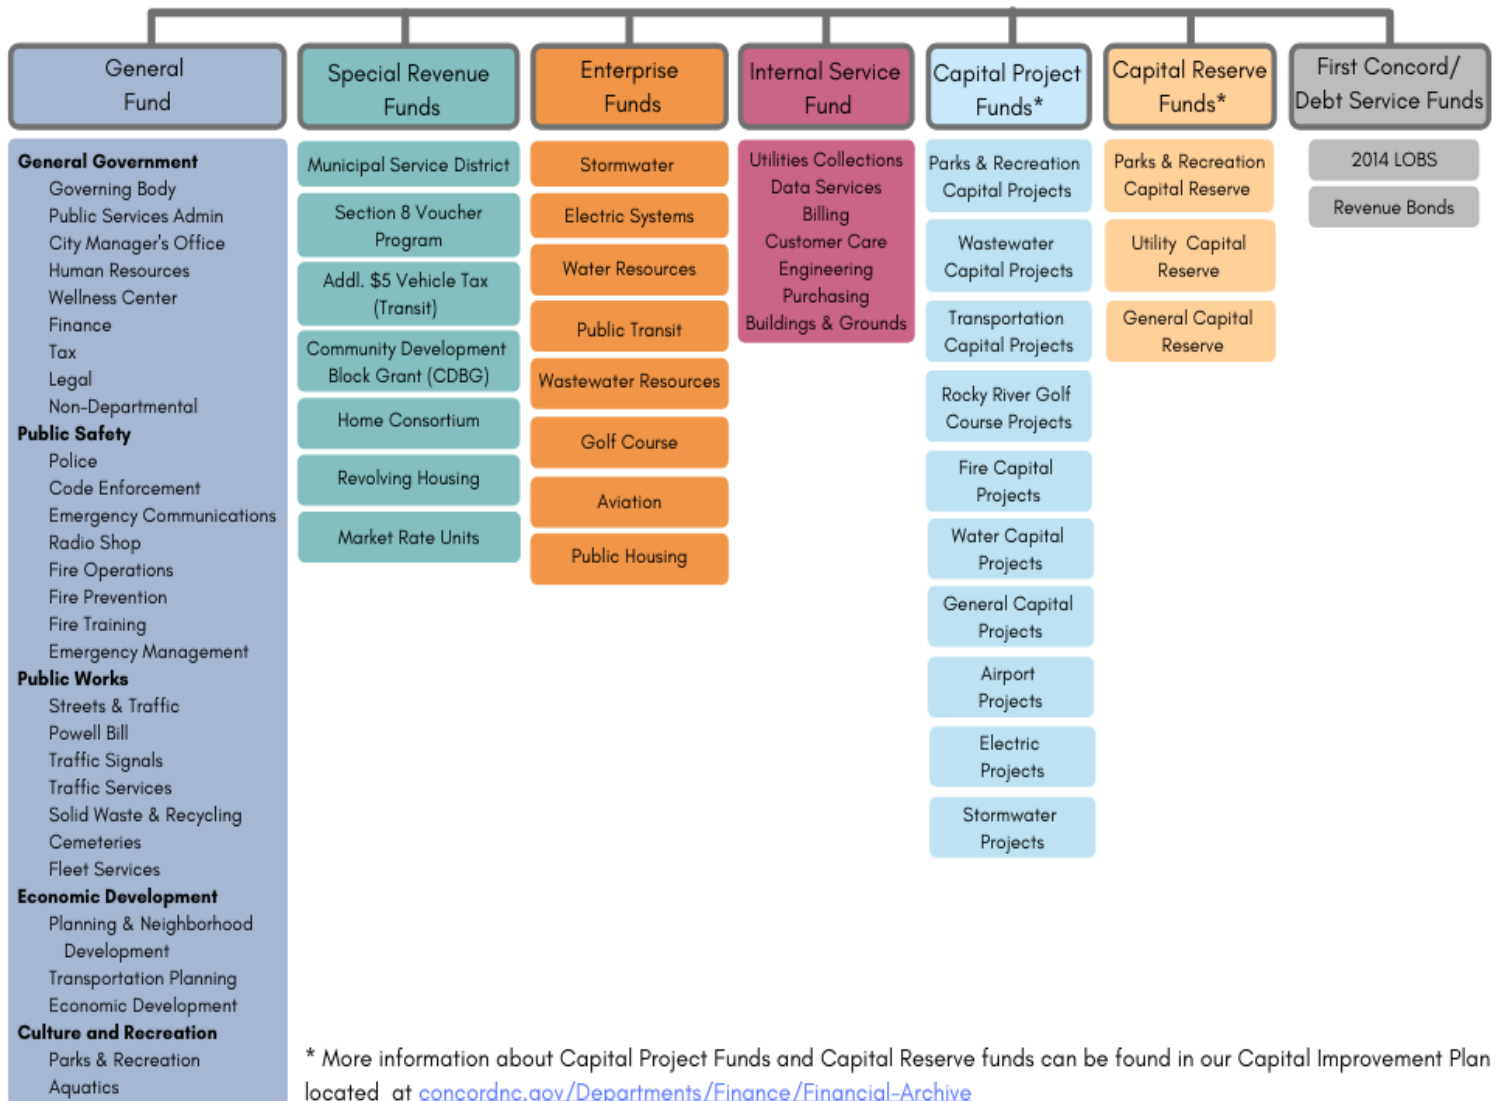 General
Fund
General Government
Governing Body
Public Services Admin
City Manager's Office
Human Resources
Wellness Center
Finance
Tax
Legal
Non-Departmental
Public Safety
Police
Code Enforcement
Emergency Communications
Radio Shop
Fire Operations
Fire Prevention
Fire Training
Emergency Management
Public Works
Streets & Traffic
Powell Bill
Traffic Signals
Traffic Services
Solid Waste & Recycling
Cemeteries
Fleet Services
Economic Development
Planning & Neighborhood
Development
Transportation Planning
Economic Development
Culture and Recreation
Parks & Recreation
Aquatics
Special Revenue
Funds
Municipal Service District
Section 8 Voucher
Program
Addl. $5 Vehicle Tax
(Transit)
Community Development
Block Grant (CDBG)
Home Consortium
Revolving Housing
Market Rate Units
Enterprise
Funds
Stormwater
Electric Systems
Water Resources
Public Transit
Wastewater Resources
Golf Course
Aviation
Public Housing
Internal Service
Fund
Utilities Collections
Data Services
Billing
Customer Care
Engineering
Purchasing
Buildings & Grounds
Capital Project
Funds*
Parks & Recreation
Capital Projects
Wastewater
Capital Projects
Transportation
Capital Projects
Rocky River Golf
Course Projects
Fire Capital
Projects
Water Capital
Projects
General Capital
Projects
Airport
Projects
Electric
Projects
Stormwater
Projects
Capital Reserve
Funds*
Parks & Recreation
Capital Reserve
Utility Capital
Reserve
General Capital
Reserve
First Concord/
Debt Service Funds
2014 LOBS
Revenue Bonds
* More information about Capital Project Funds and Capital Reserve funds can be found in our Capital Improvement Plan
located at concordnc.gov/Departments/Finance/Financial-Archive